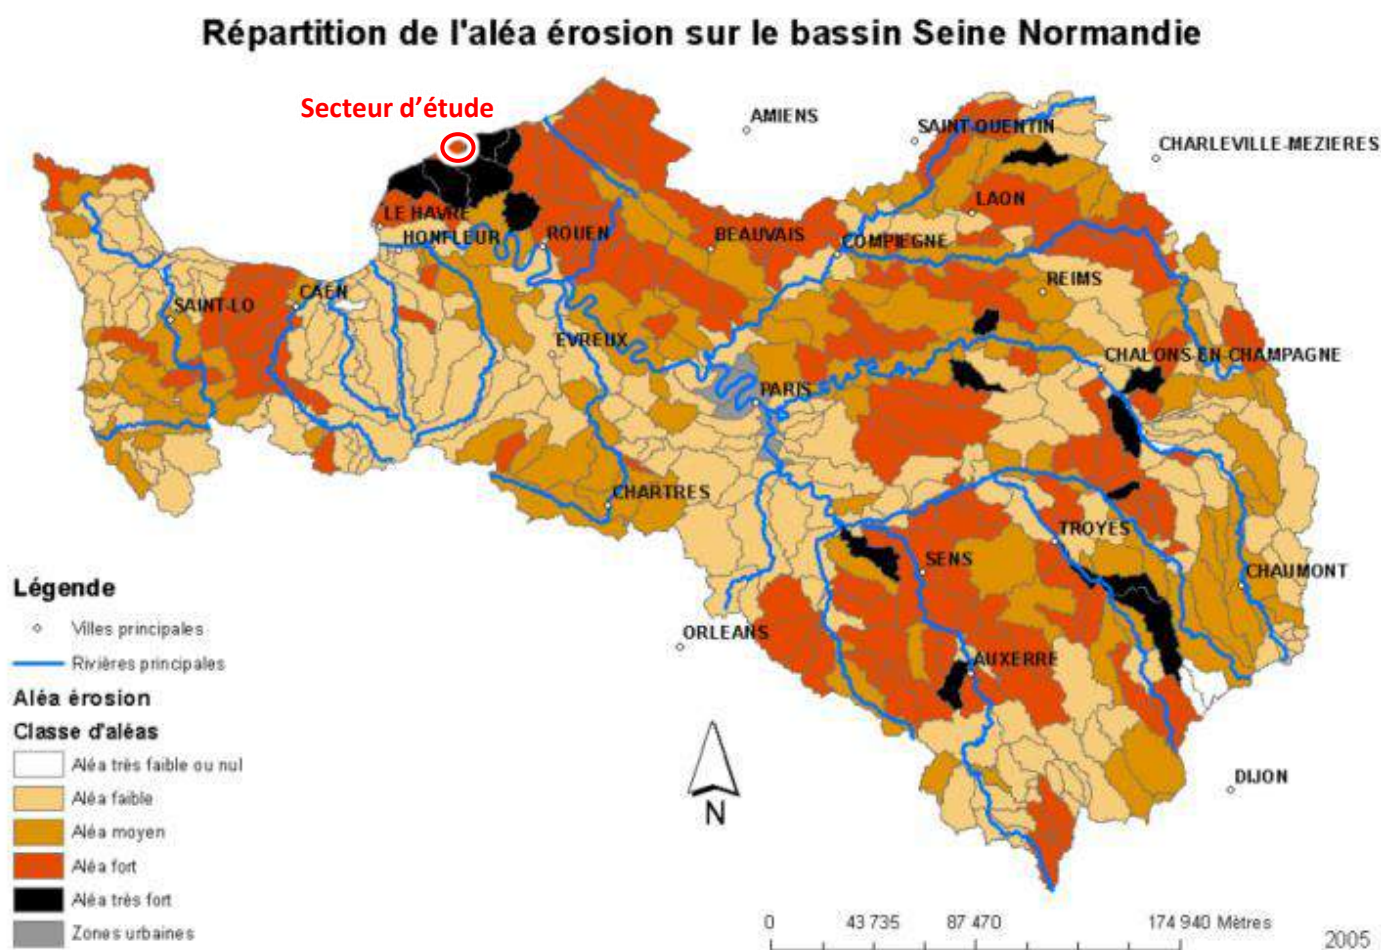 Répartition de l'aléa érosion sur le bassin Seine Normandie
Secteur d'étude
AMIENS
SAINT-QUENTIN
CHARLEVILLE-MEZIERES
LAON
LE HAVRE
HONFLEUR
ROUEN
BEAUVAIS
COMPIEGNE
REIMS
SAINT-LO
CAEN
EVREUX
CHALONS-EN-CHAMPAGNE
PARIS
CHARTRES
TROYES
SENS
CHAUMONT
ORLEANS
AUXERRE
DIJON
Légende
Villes principales
Rivières principales
Aléa érosion
Classe d'aléas
Aléa très faible ou nul
Aléa faible
Aléa moyen
Aléa fort
Aléa très fort
Zones urbaines
N
0 43 735 87 470 174 940 Mètres
2005